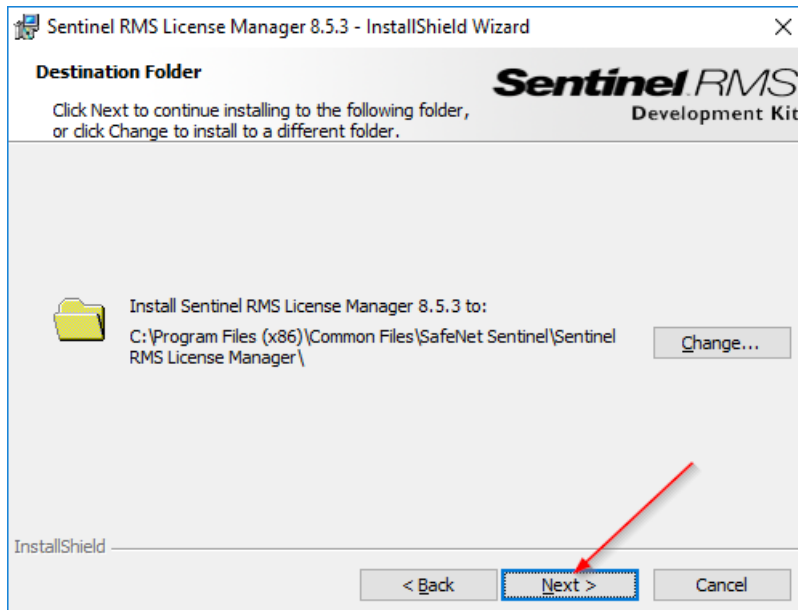 Sentinel RMS License Manager 8.5.3 - InstallShield Wizard
Destination Folder
Click Next to continue installing to the following folder,
or click Change to install to a different folder.
Sentinel RMS
Development Kit
Install Sentinel RMS License Manager 8.5.3 to:
C:\Program Files (x86)\Common Files\SafeNet Sentinel\Sentinel
RMS License Manager\
Change...
InstallShield
< Back
Next >
Cancel